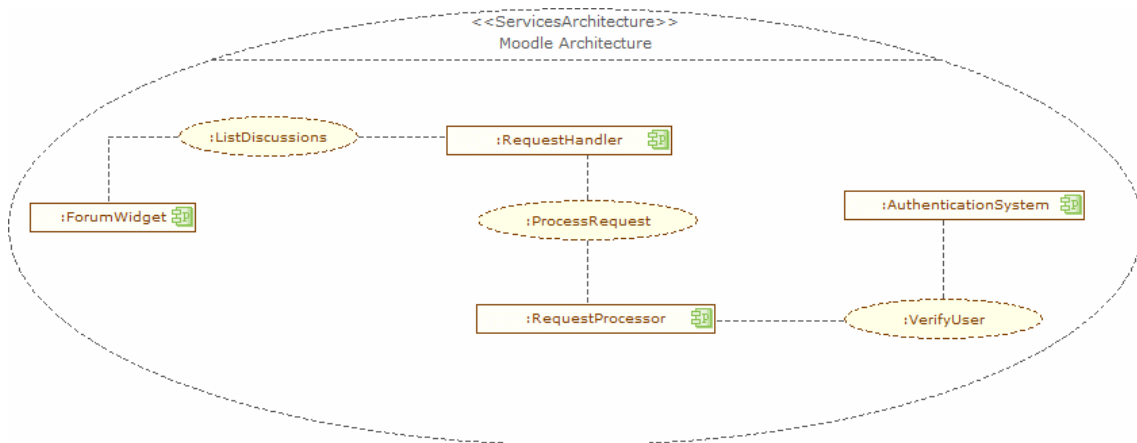 <<ServicesArchitecture>>
Moodle Architecture
:ListDiscussions
:RequestHandler
:ForumWidget
:ProcessRequest
:AuthenticationSystem
:RequestProcessor
:VerifyUser